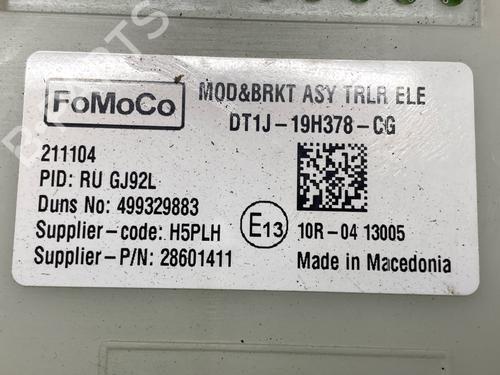 FoMoCo
MOD&BRKT ASY TRLR ELE
DT1J-19H378-CG
211104
PID: RU GJ92L
Duns No: 499329883
Supplier-code: H5PLH
Supplier-P/N: 28601411
E13
10R-04 13005
Made in Macedonia